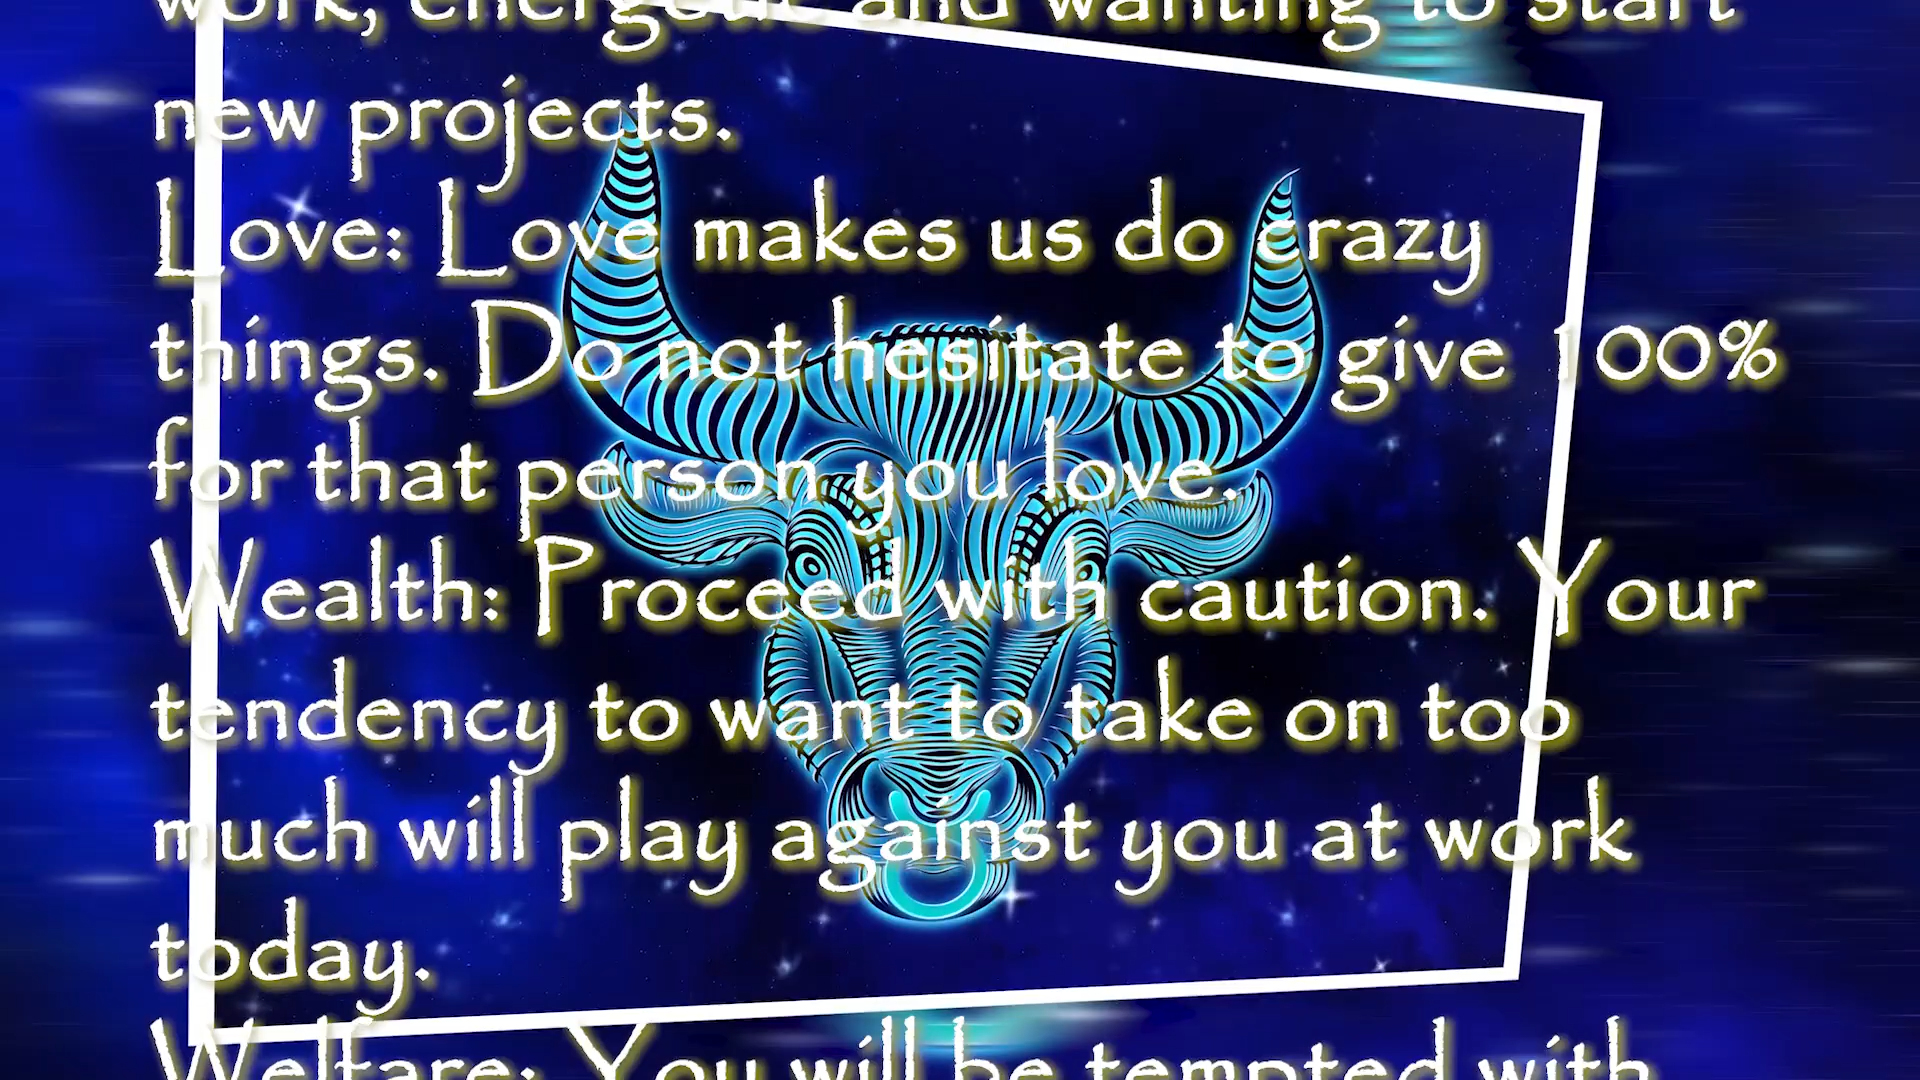 work, energetic and wanting to start
new projects.
Love: Love makes us do crazy
things. Do not hesitate to give 100%
for that person you love.
Wealth: Proceed with caution. Your
tendency to want to take on too
much will play against you at work
today.
Welfare: You will be tempted with